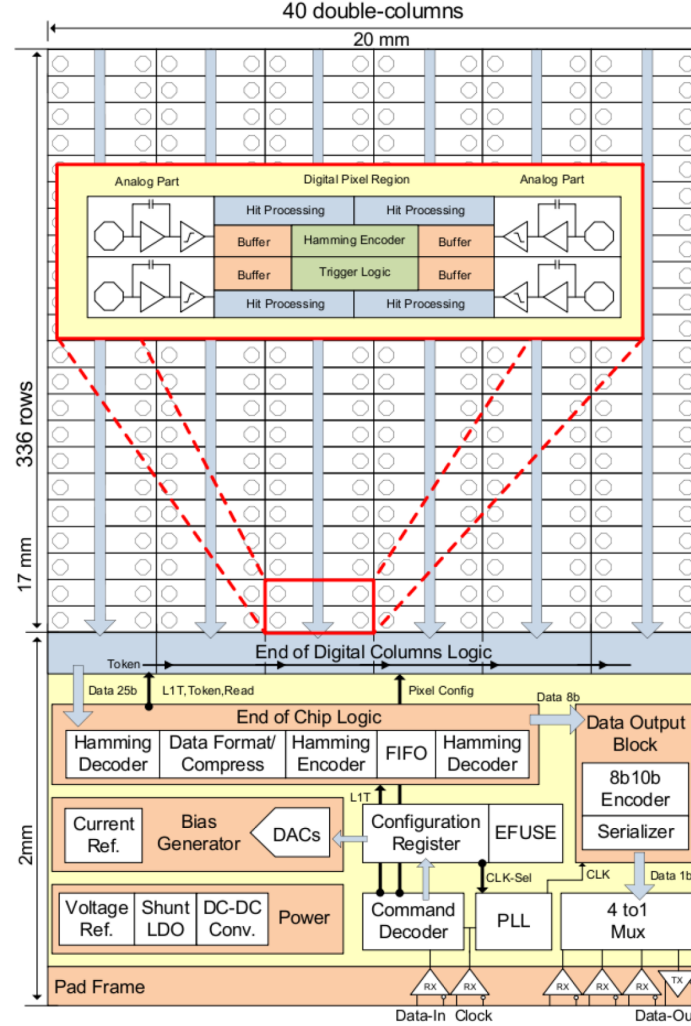 40 double-columns
20 mm
Analog Part
Digital Pixel Region
Analog Part
Hit Processing
Hit Processing
Buffer
Hamming Encoder
Buffer
Buffer
Trigger Logic
Buffer
Hit Processing
Hit Processing
336 rows
17 mm
End of Digital Columns Logic
Token
Data 25b
L1T,Token,Read
Pixel Config
Data 8b
End of Chip Logic
Hamming
Decoder
Data Format/
Compress
Hamming
Encoder
FIFO
Hamming
Decoder
Data Output
Block
8b10b
Encoder
Serializer
L1T
Current
Ref.
Bias
Generator
DACs
Configuration
Register
EFUSE
2mm
CLK-Sel
CLK
Data 1b
Voltage
Ref.
Shunt
LDO
DC-DC
Conv.
Power
Command
Decoder
PLL
4 to1
Mux
Pad Frame
RX
RX
RX
RX
RX
TX
Data-In
Clock
Data-Ou